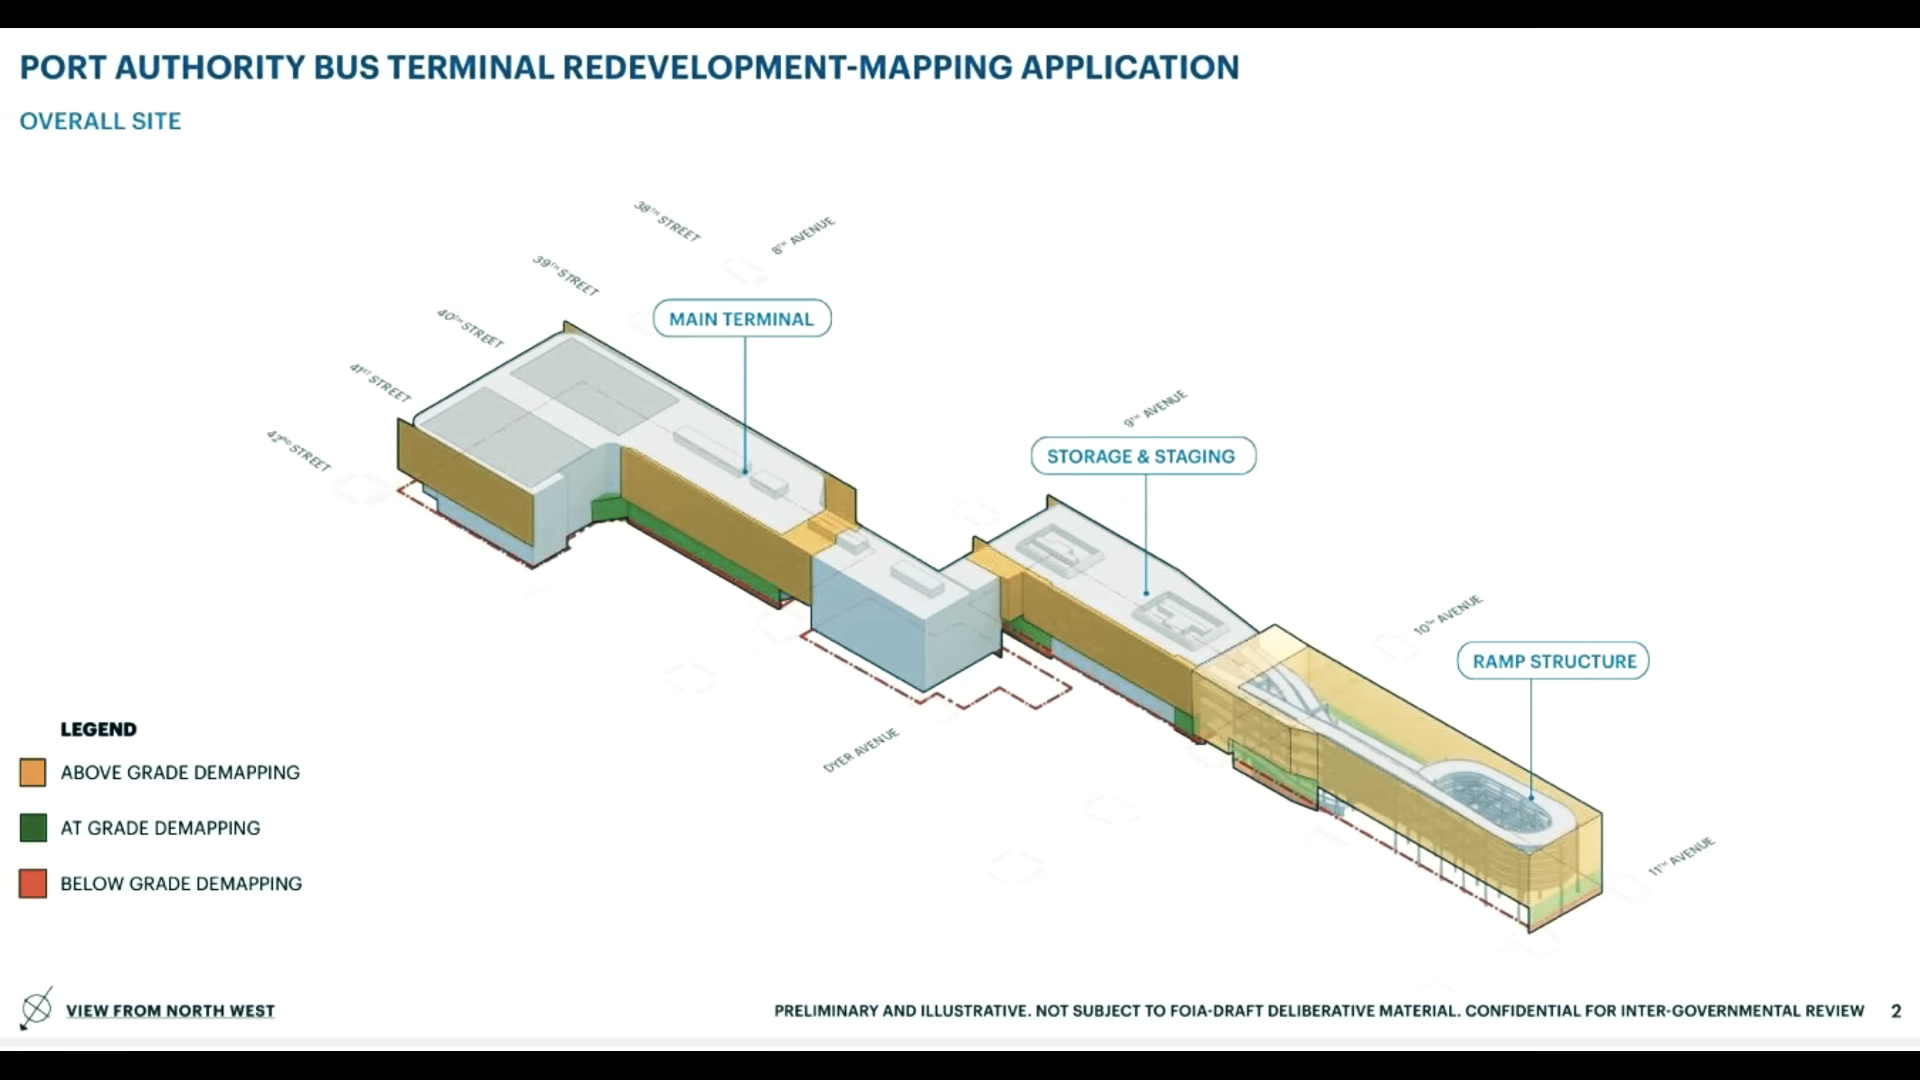 PORT AUTHORITY BUS TERMINAL REDEVELOPMENT-MAPPING APPLICATION
OVERALL SITE
38TH STREET
8TH AVENUE
39TH STREET
MAIN TERMINAL
40TH STREET
41ST STREET
9TH AVENUE
42ND STREET
STORAGE & STAGING
10TH AVENUE
RAMP STRUCTURE
DYER AVENUE
11TH AVENUE
LEGEND
ABOVE GRADE DEMAPPING
AT GRADE DEMAPPING
BELOW GRADE DEMAPPING
VIEW FROM NORTH WEST
PRELIMINARY AND ILLUSTRATIVE. NOT SUBJECT TO FOIA-DRAFT DELIBERATIVE MATERIAL. CONFIDENTIAL FOR INTER-GOVERNMENTAL REVIEW 2